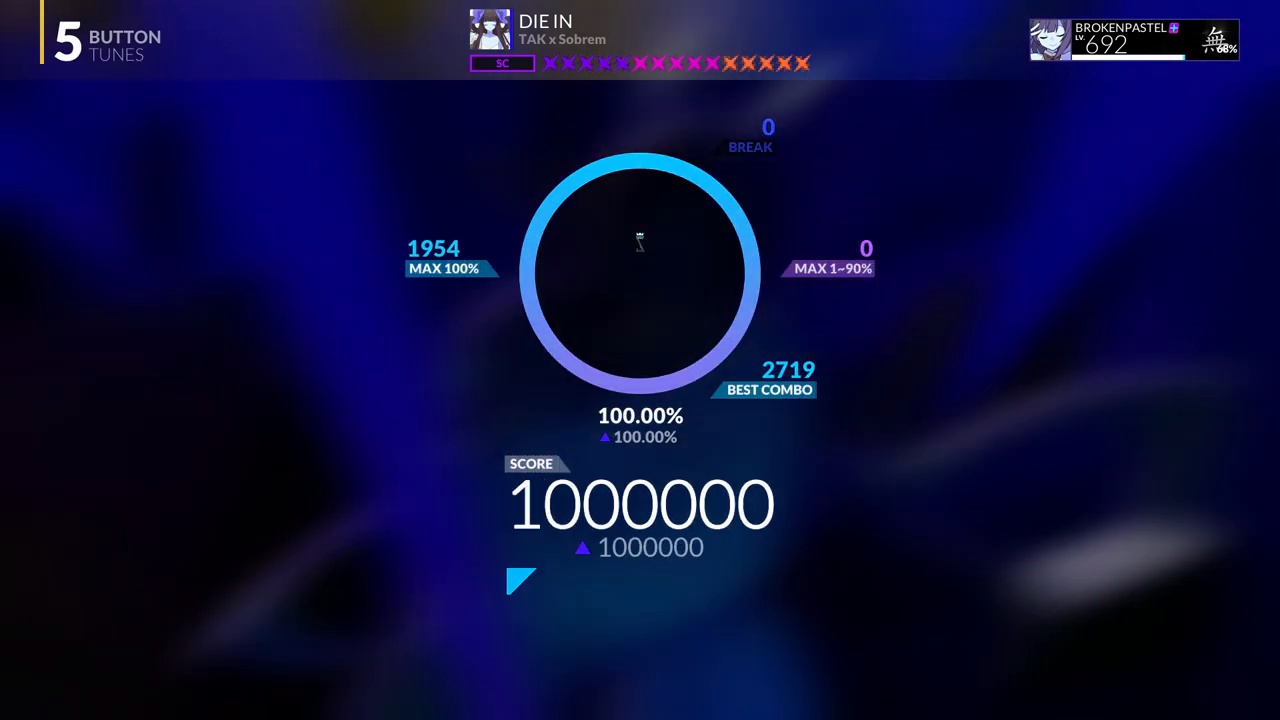 5 BUTTON
TUNES
DIE IN
TAK x Sobrem
SC
BROKENPASTEL
LV. 692
無
68%
0
BREAK
1954
MAX 100%
0
MAX 1~90%
2719
BEST COMBO
100.00%
100.00%
SCORE
1000000
1000000